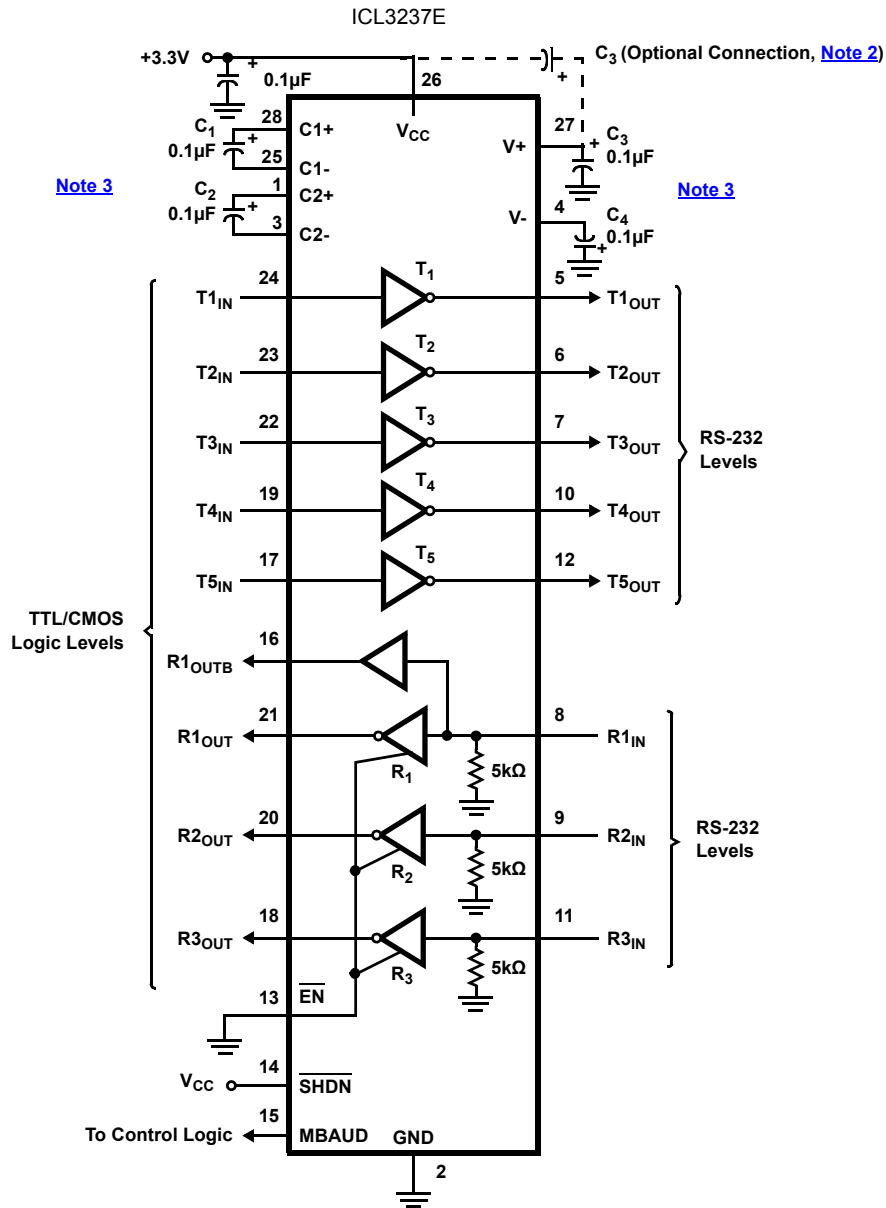 ICL3237E
+3.3V
+
0.1µF
26
C3 (Optional Connection, Note 2)
+
28
C1+
VCC
27
V+
C1
0.1µF
+
25
C1-
C3
0.1µF
+
Note 3
1
C2+
C2
0.1µF
+
3
C2-
Note 3
4
V-
C4
0.1µF
+
T1IN
24
T1
5
T1OUT
T2IN
23
T2
6
T2OUT
T3IN
22
T3
7
T3OUT
RS-232
Levels
T4IN
19
T4
10
T4OUT
T5IN
17
T5
12
T5OUT
TTL/CMOS
Logic Levels
R1OUTB
16
R1OUT
21
R1
5kΩ
8
R1IN
R2OUT
20
R2
5kΩ
9
R2IN
RS-232
Levels
R3OUT
18
R3
5kΩ
11
R3IN
13
EN
VCC
14
SHDN
To Control Logic
15
MBAUD
GND
2